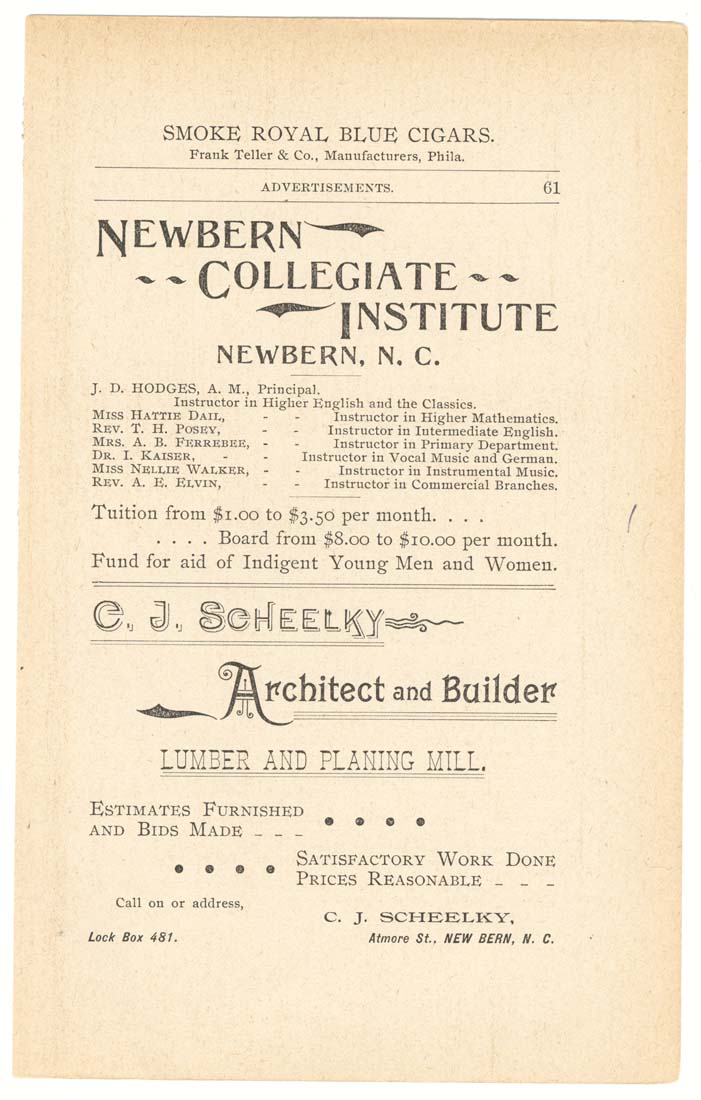 SMOKE ROYAL BLUE CIGARS.
Frank Teller & Co., Manufacturers, Phila.
ADVERTISEMENTS. 61
NEWBERN
COLLEGIATE
INSTITUTE
NEWBERN, N. C.
J. D. HODGES, A. M., Principal.
Instructor in Higher English and the Classics.
MISS HATTIE DAIL, - - Instructor in Higher Mathematics.
REV. T. H. POSEY, - - Instructor in Intermediate English.
MRS. A. B. FERREBEE, - - Instructor in Primary Department.
DR. I. KAISER, - - Instructor in Vocal Music and German.
MISS NELLIE WALKER, - - Instructor in Instrumental Music.
REV. A. E. ELVIN, - - Instructor in Commercial Branches.
Tuition from $1.00 to $3.50 per month. . . .
. . . . Board from $8.00 to $10.00 per month.
Fund for aid of Indigent Young Men and Women.
C. J. SCHEELKY
Architect and Builder
LUMBER AND PLANING MILL.
ESTIMATES FURNISHED
AND BIDS MADE _ _ _
SATISFACTORY WORK DONE
PRICES REASONABLE _ _ _
Call on or address,
C. J. SCHEELKY,
Lock Box 481. Atmore St., NEW BERN, N. C.